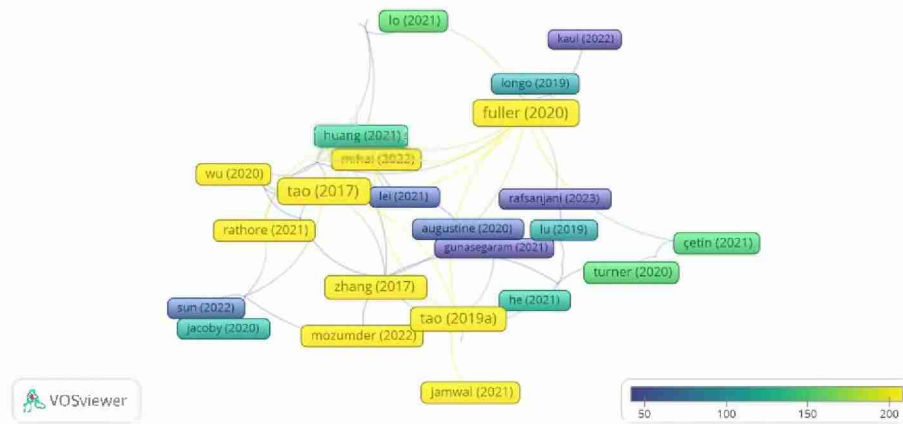 lo (2021)
kaul (2022)
longo (2019)
fuller (2020)
huang (2021)
mihai (2022)
wu (2020)
tao (2017)
lei (2021)
rafsanjani (2023)
rathore (2021)
augustine (2020)
lu (2019)
gunasegaram (2021)
çetin (2021)
turner (2020)
zhang (2017)
he (2021)
sun (2022)
tao (2019a)
jacoby (2020)
mozumder (2022)
jamwal (2021)
VOSviewer
50 100 150 200